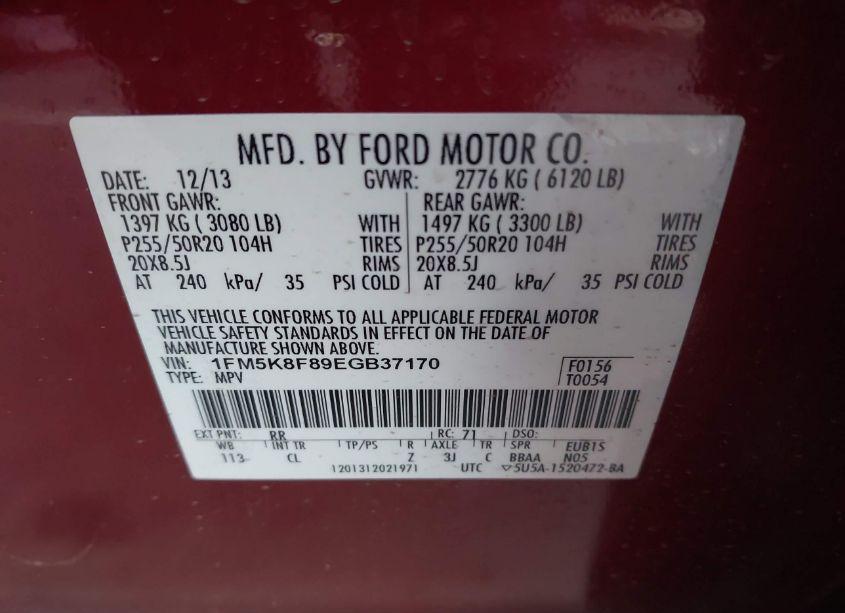 MFD. BY FORD MOTOR CO.
DATE: 12/13 GVWR: 2776 KG ( 6120 LB)
FRONT GAWR: REAR GAWR:
1397 KG ( 3080 LB) WITH 1497 KG ( 3300 LB) WITH
P255/50R20 104H TIRES P255/50R20 104H TIRES
20X8.5J RIMS 20X8.5J RIMS
AT 240 kPa/ 35 PSI COLD AT 240 kPa/ 35 PSI COLD
THIS VEHICLE CONFORMS TO ALL APPLICABLE FEDERAL MOTOR
VEHICLE SAFETY STANDARDS IN EFFECT ON THE DATE OF
MANUFACTURE SHOWN ABOVE.
VIN: 1FM5K8F89EGB37170 F0156
TYPE: MPV T0054
EXT PNT: RR RC: 71 DSO:
WB INT TR TP/PS R AXLE TR SPR EUB1S
113 CL Z 3J C BBAA N05
1201312021971 UTC ▽5U5A-1520472-BA